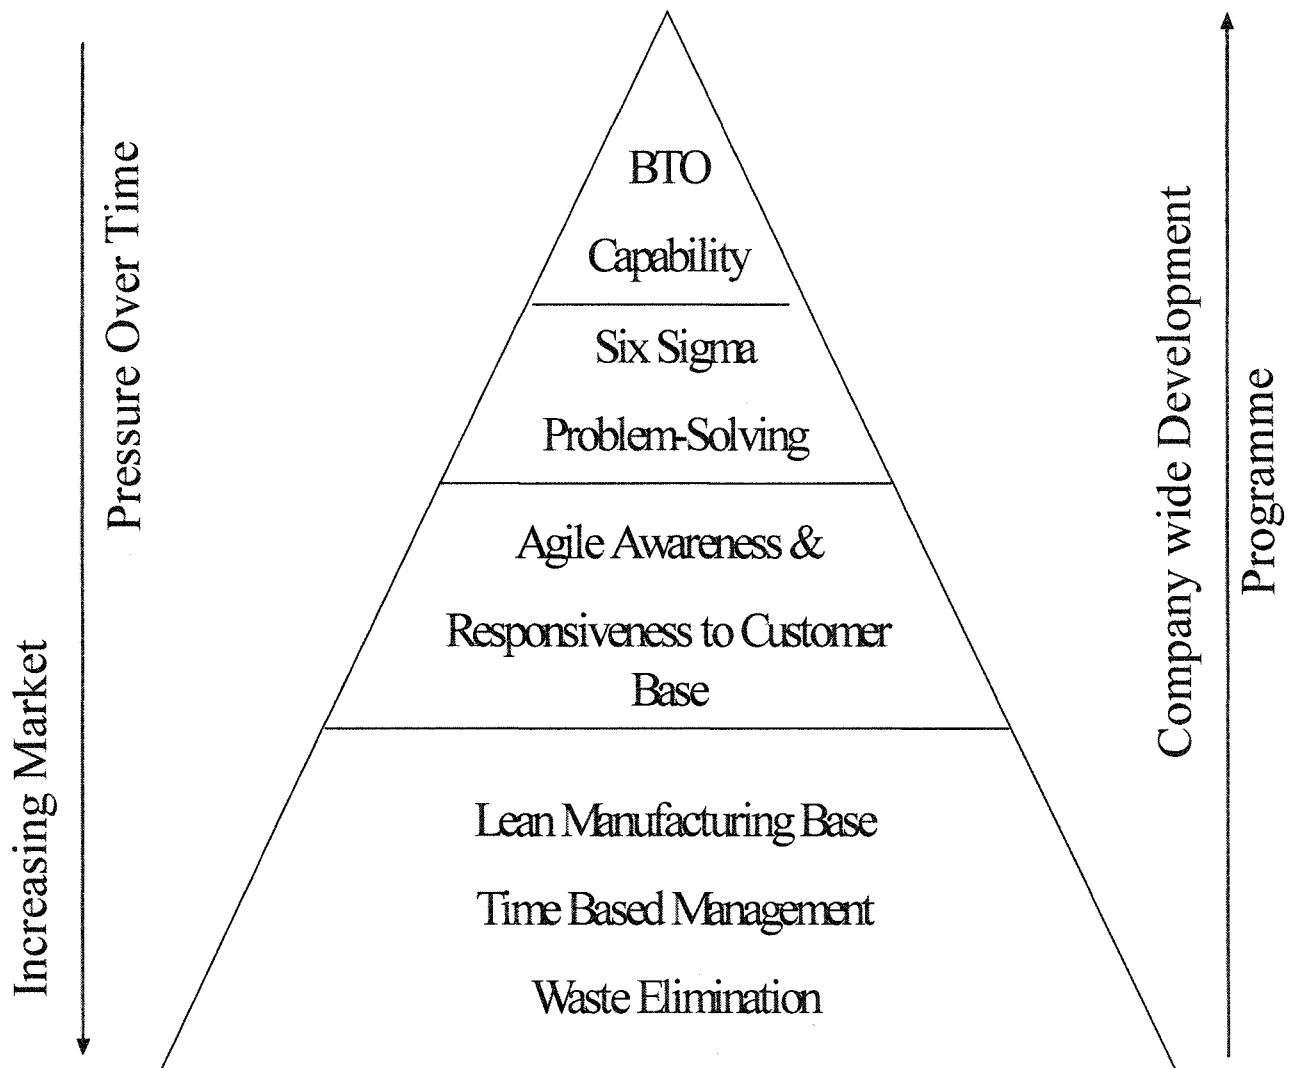 Increasing Market
Pressure Over Time
BTO
Capability
Six Sigma
Problem-Solving
Agile Awareness &
Responsiveness to Customer
Base
Lean Manufacturing Base
Time Based Management
Waste Elimination
Company wide Development
Programme